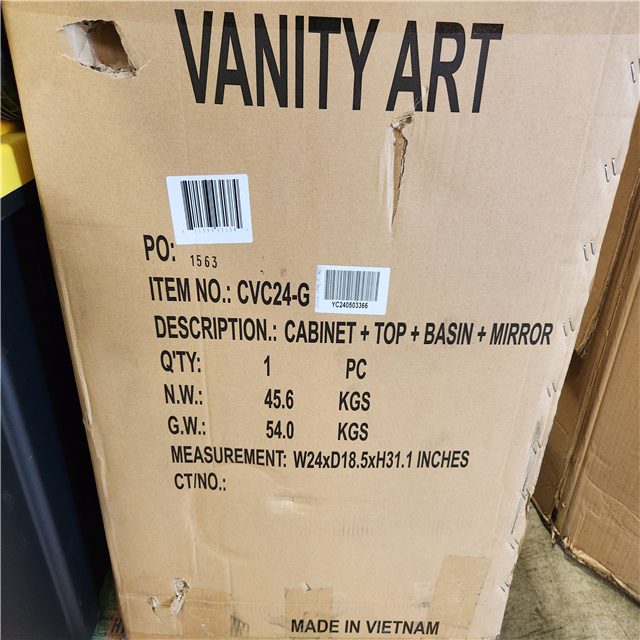 VANITY ART
PO: 1563
ITEM NO.: CVC24-G
YC240503366
DESCRIPTION.: CABINET + TOP + BASIN + MIRROR
Q'TY: 1 PC
N.W.: 45.6 KGS
G.W.: 54.0 KGS
MEASUREMENT: W24xD18.5xH31.1 INCHES
CT/NO.:
MADE IN VIETNAM